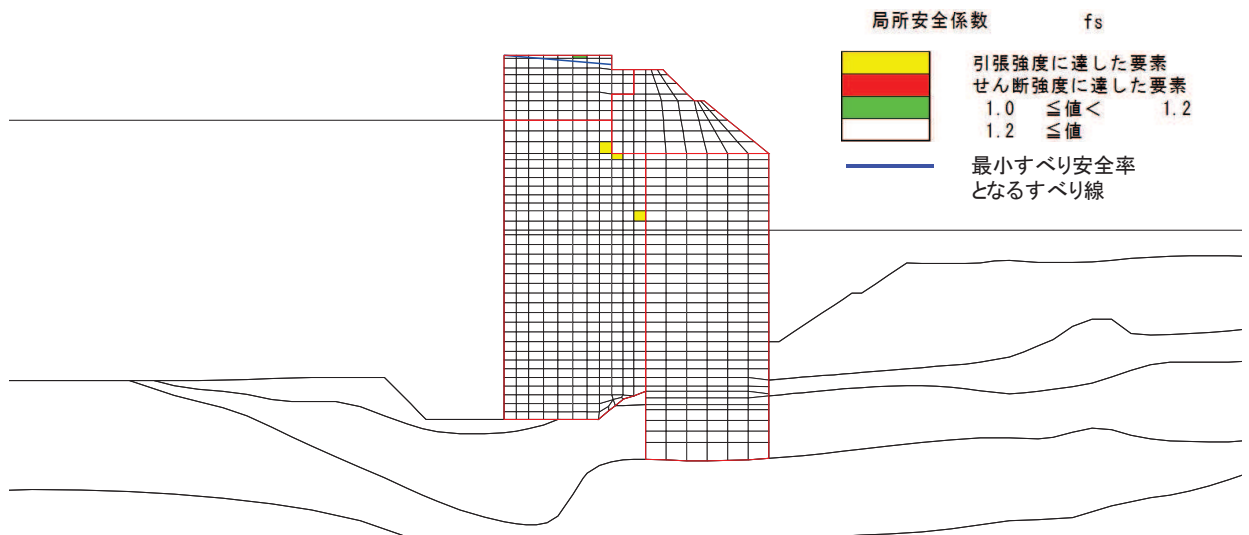 局所安全係数 fs
引張強度に達した要素
せん断強度に達した要素
1.0 ≦値＜ 1.2
1.2 ≦値
最小すべり安全率
となるすべり線